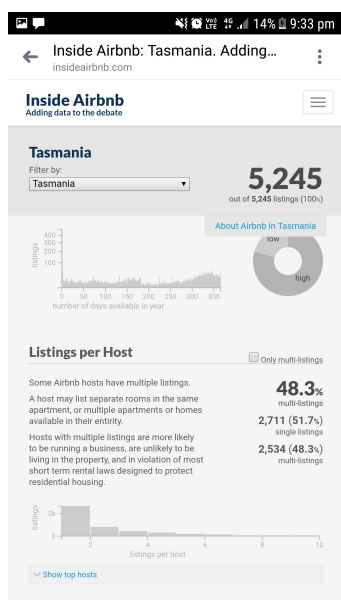 Vo))
LTE
4G
14%
9:33 pm
Inside Airbnb: Tasmania. Adding...
insideairbnb.com
Inside Airbnb
Adding data to the debate
Tasmania
Filter by:
Tasmania
5,245
out of 5,245 listings (100%)
About Airbnb in Tasmania
listings
400
300
200
100
0 50 100 150 200 250 300 350
number of days available in year
low
high
Listings per Host
Only multi-listings
Some Airbnb hosts have multiple listings.
A host may list separate rooms in the same
apartment, or multiple apartments or homes
available in their entirity.
Hosts with multiple listings are more likely
to be running a business, are unlikely to be
living in the property, and in violation of most
short term rental laws designed to protect
residential housing.
48.3%
multi-listings
2,711 (51.7%)
single listings
2,534 (48.3%)
multi-listings
listings
2k
0
2 4 6 8 10
listings per host
Show top hosts